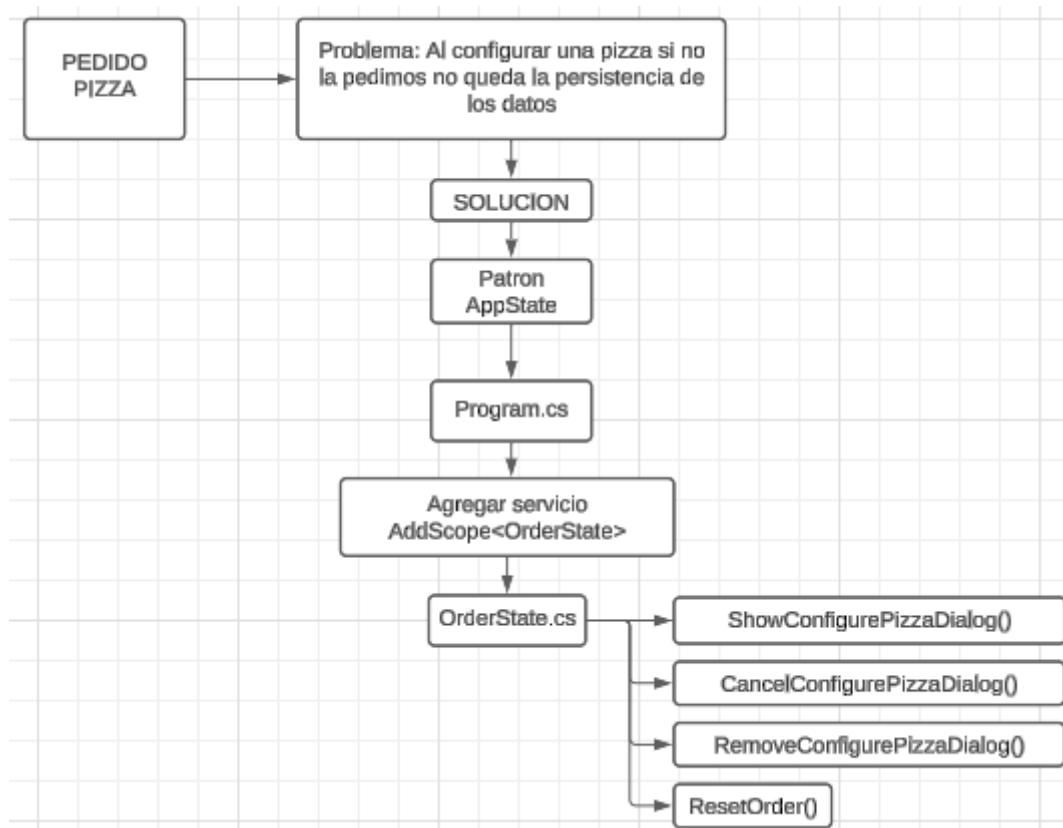 PEDIDO
PIZZA
Problema: Al configurar una pizza si no
la pedimos no queda la persistencia de
los datos
SOLUCION
Patron
AppState
Program.cs
Agregar servicio
AddScope<OrderState>
OrderState.cs
ShowConfigurePizzaDialog()
CancelConfigurePizzaDialog()
RemoveConfigurePizzaDialog()
ResetOrder()